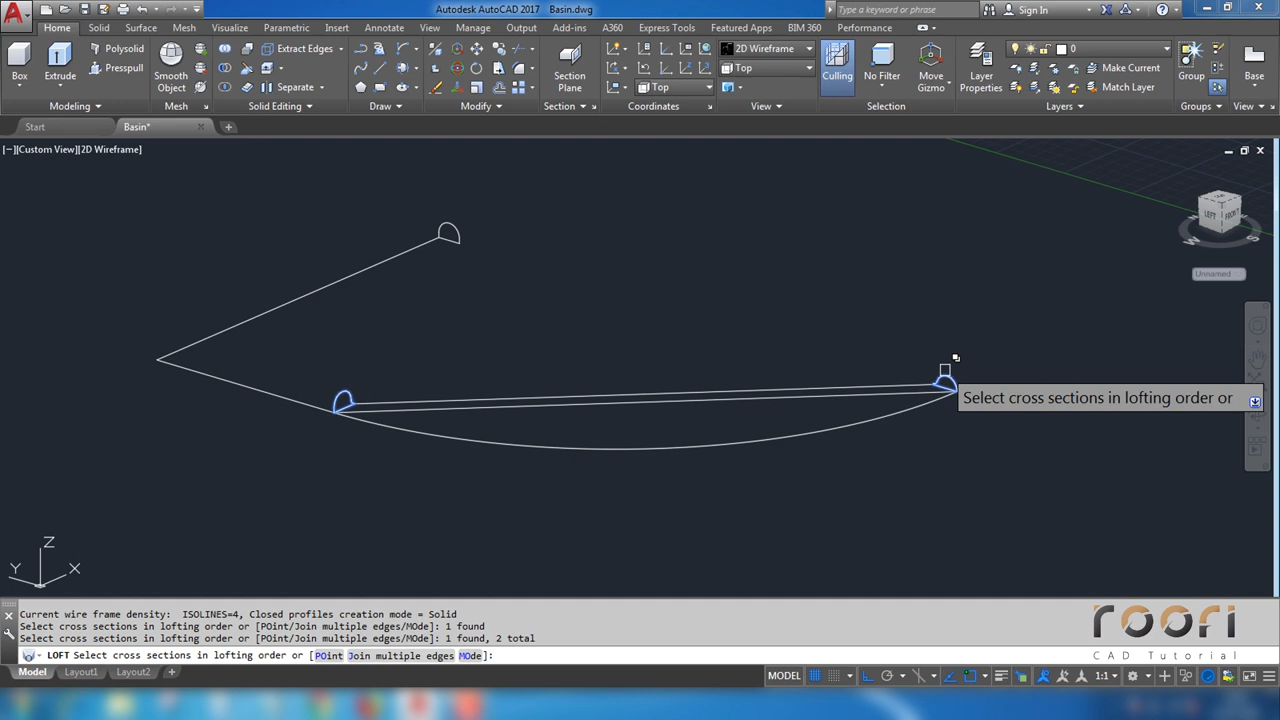 Autodesk AutoCAD 2017 Basin.dwg
Type a keyword or phrase
Sign In
Home Solid Surface Mesh Visualize Parametric Insert Annotate View Manage Output Add-ins A360 Express Tools Featured Apps BIM 360 Performance
Box
Extrude
Polysolid
Presspull
Smooth
Object
Extract Edges
Separate
Section
Plane
2D Wireframe
Top
Top
Culling
No Filter
Move
Gizmo
Layer
Properties
0
Make Current
Match Layer
Group
Base
Modeling Mesh Solid Editing Draw Modify Section Coordinates View Selection Layers Groups View
Start Basin*
[−][Custom View][2D Wireframe]
LEFT FRONT
W S
Unnamed
Select cross sections in lofting order or
Z
Y X
Current wire frame density: ISOLINES=4, Closed profiles creation mode = Solid
Select cross sections in lofting order or [POint/Join multiple edges/MOde]: 1 found
Select cross sections in lofting order or [POint/Join multiple edges/MOde]: 1 found, 2 total
LOFT Select cross sections in lofting order or [POint Join multiple edges MOde]:
roori
CAD Tutorial
Model Layout1 Layout2
MODEL 1:1